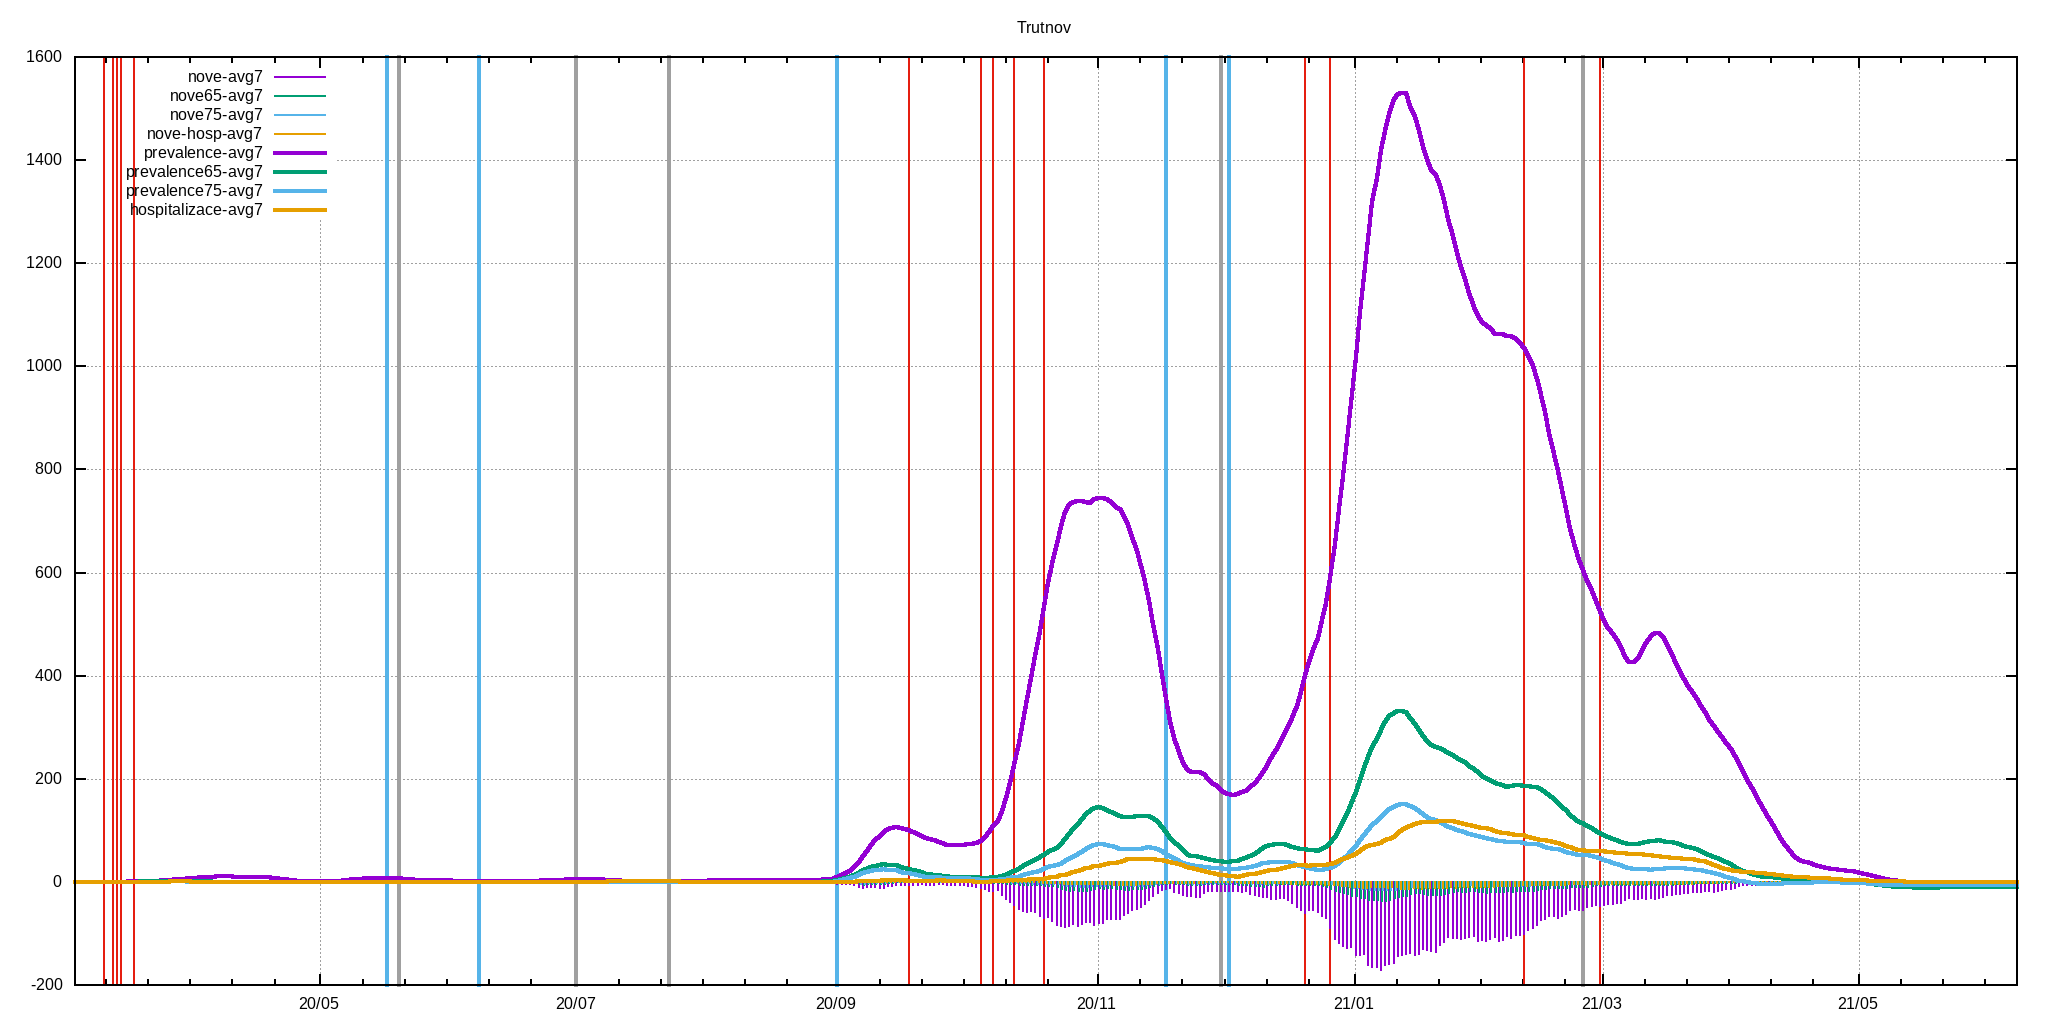 Trutnov
1600
1400
1200
1000
800
600
400
200
0
-200
nove-avg7
nove65-avg7
nove75-avg7
nove-hosp-avg7
prevalence-avg7
prevalence65-avg7
prevalence75-avg7
hospitalizace-avg7
20/05
20/07
20/09
20/11
21/01
21/03
21/05